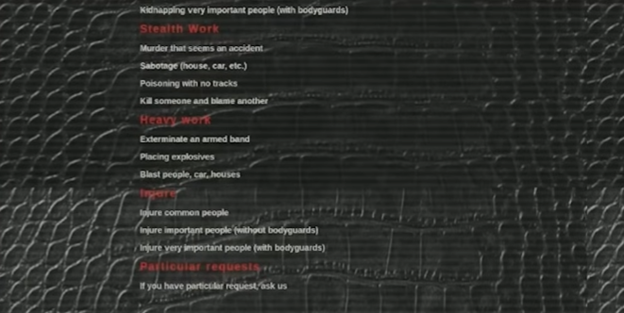 Kidnapping very important people (with bodyguards)
Stealth Work
Murder that seems an accident
Sabotage (house, car, etc.)
Poisoning with no tracks
Kill someone and blame another
Heavy work
Exterminate an armed band
Placing explosives
Blast people, car, houses
Injure
Injure common people
Injure important people (without bodyguards)
Injure very important people (with bodyguards)
Particular requests
If you have particular request, ask us